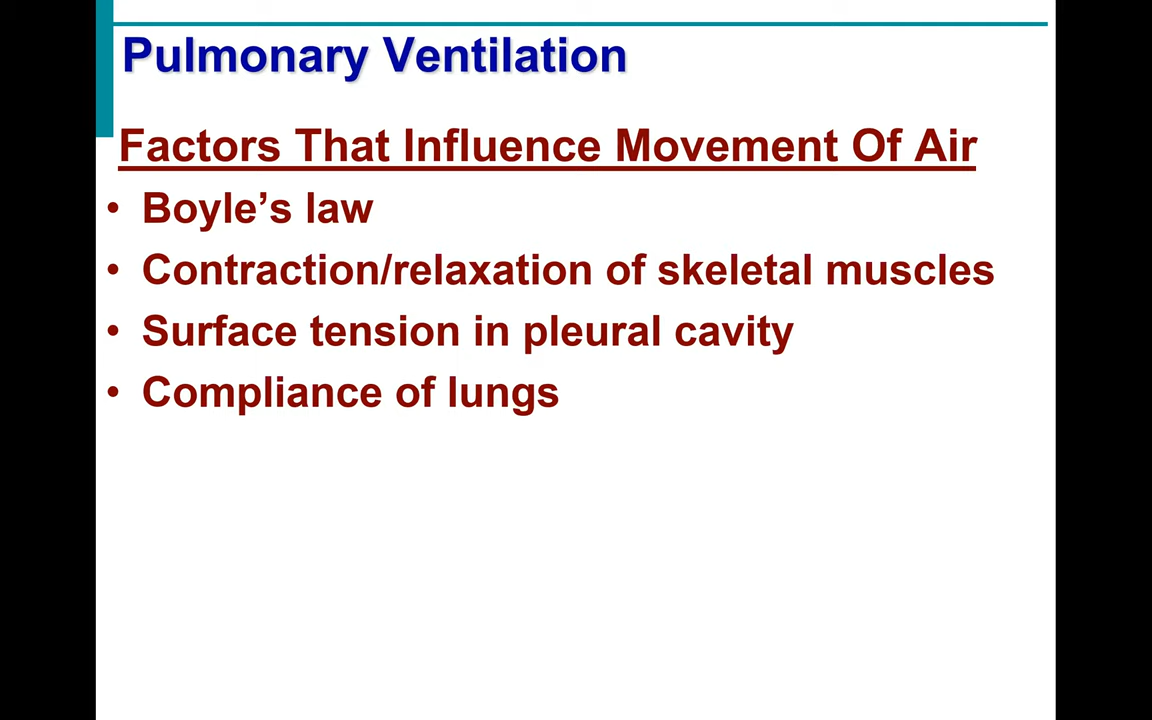 Pulmonary Ventilation
Factors That Influence Movement Of Air
• Boyle’s law
• Contraction/relaxation of skeletal muscles
• Surface tension in pleural cavity
• Compliance of lungs